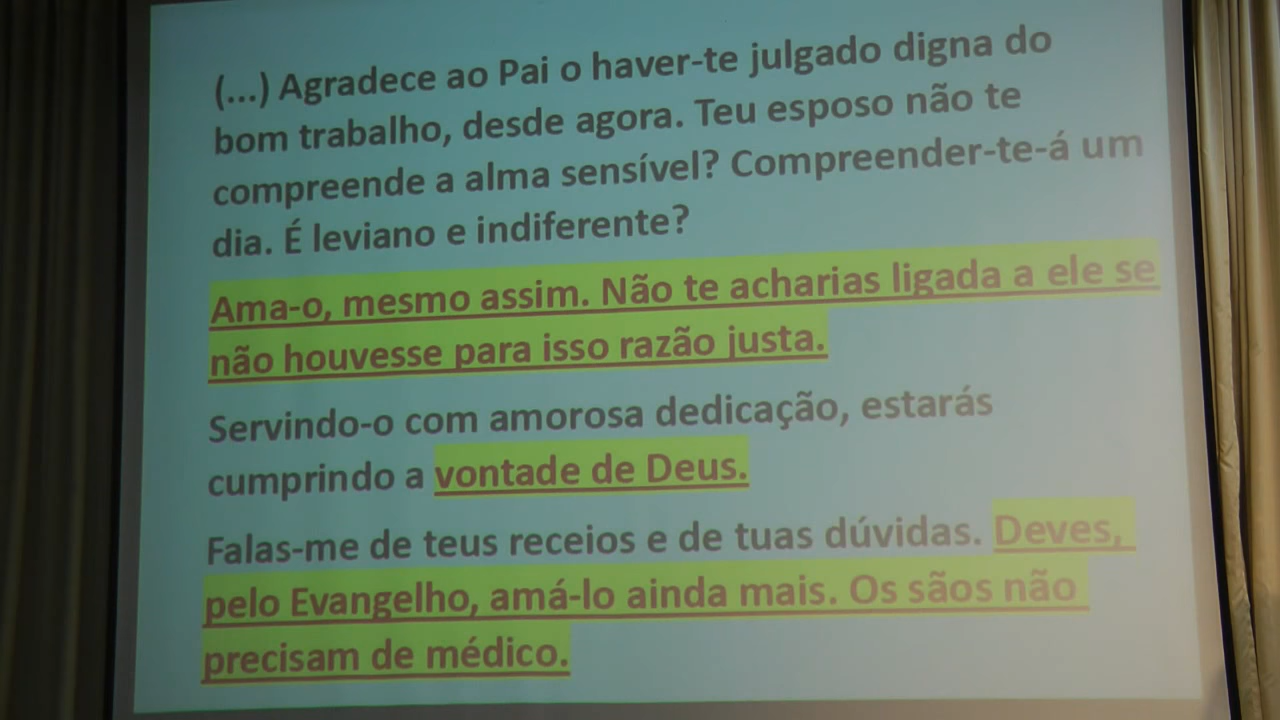 (...) Agradece ao Pai o haver-te julgado digna do
bom trabalho, desde agora. Teu esposo não te
compreende a alma sensível? Compreender-te-á um
dia. É leviano e indiferente?
Ama-o, mesmo assim. Não te acharias ligada a ele se
não houvesse para isso razão justa.
Servindo-o com amorosa dedicação, estarás
cumprindo a vontade de Deus.
Falas-me de teus receios e de tuas dúvidas. Deves,
pelo Evangelho, amá-lo ainda mais. Os sãos não
precisam de médico.